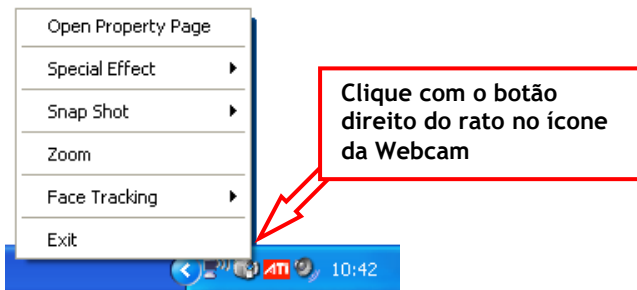 Open Property Page
Special Effect
Snap Shot
Zoom
Face Tracking
Exit
Clique com o botão
direito do rato no ícone
da Webcam
ATI
10:42